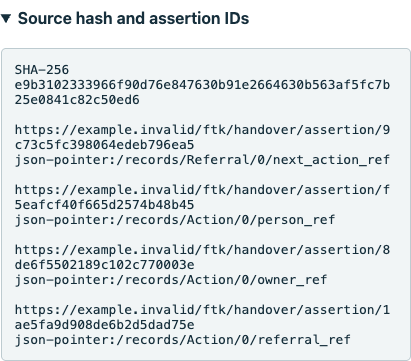 ▼ Source hash and assertion IDs
SHA-256
e9b3102333966f90d76e847630b91e2664630b563af5fc7b
25e0841c82c50ed6
https://example.invalid/ftk/handover/assertion/9
c73c5fc398064edeb796ea5
json-pointer:/records/Referral/0/next_action_ref
https://example.invalid/ftk/handover/assertion/f
5eafcf40f665d2574b48b45
json-pointer:/records/Action/0/person_ref
https://example.invalid/ftk/handover/assertion/8
de6f5502189c102c770003e
json-pointer:/records/Action/0/owner_ref
https://example.invalid/ftk/handover/assertion/1
ae5fa9d908de6b2d5dad75e
json-pointer:/records/Action/0/referral_ref